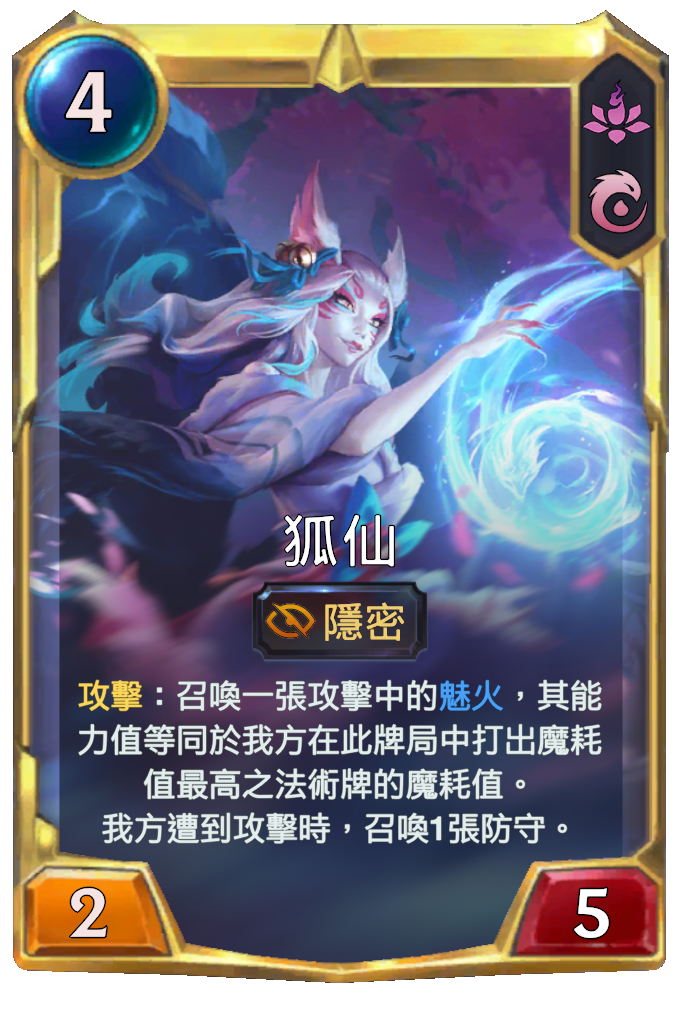 4
狐仙
隱密
攻擊：召喚一張攻擊中的魅火，其能
力值等同於我方在此牌局中打出魔耗
值最高之法術牌的魔耗值。
我方遭到攻擊時，召喚1張防守。
2
5